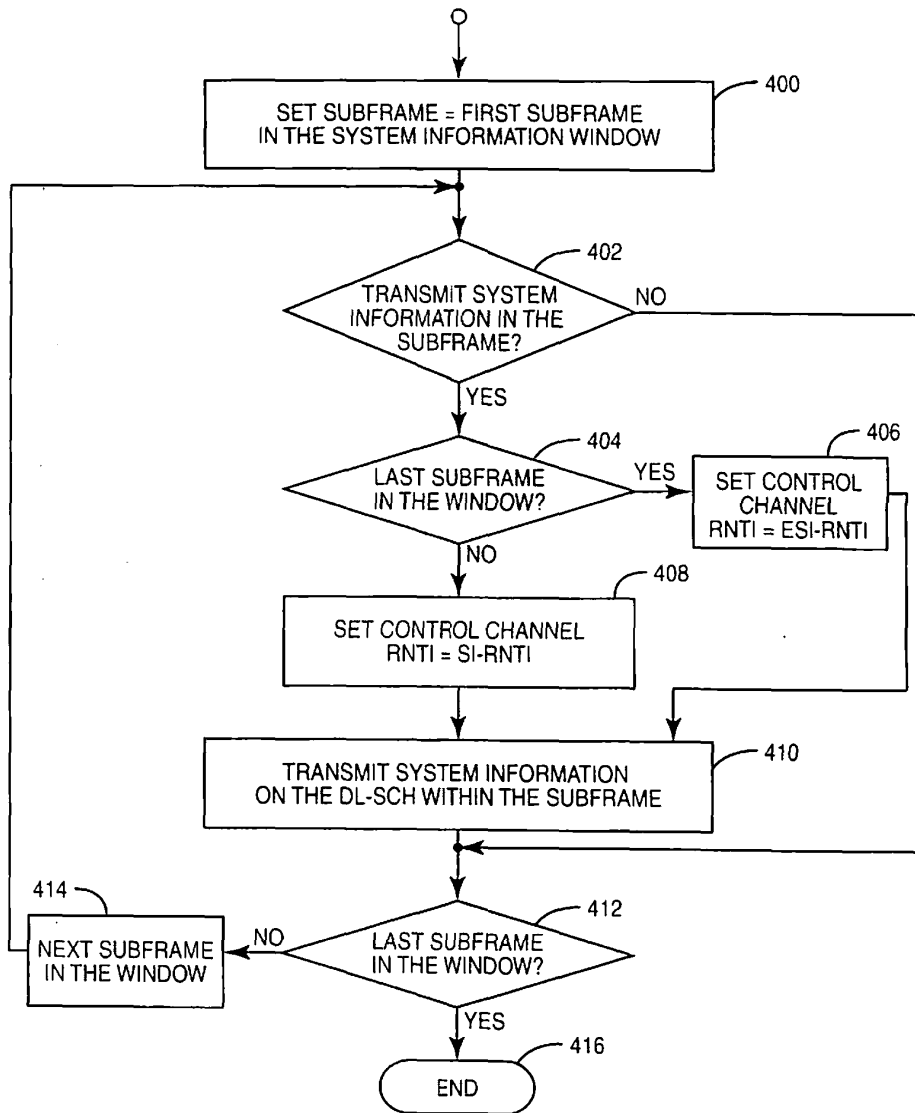 400
SET SUBFRAME = FIRST SUBFRAME
IN THE SYSTEM INFORMATION WINDOW
402
TRANSMIT SYSTEM
INFORMATION IN THE
SUBFRAME?
NO
YES
404
LAST SUBFRAME
IN THE WINDOW?
YES
406
SET CONTROL
CHANNEL
RNTI = ESI-RNTI
NO
408
SET CONTROL CHANNEL
RNTI = SI-RNTI
410
TRANSMIT SYSTEM INFORMATION
ON THE DL-SCH WITHIN THE SUBFRAME
412
LAST SUBFRAME
IN THE WINDOW?
NO
414
NEXT SUBFRAME
IN THE WINDOW
YES
416
END